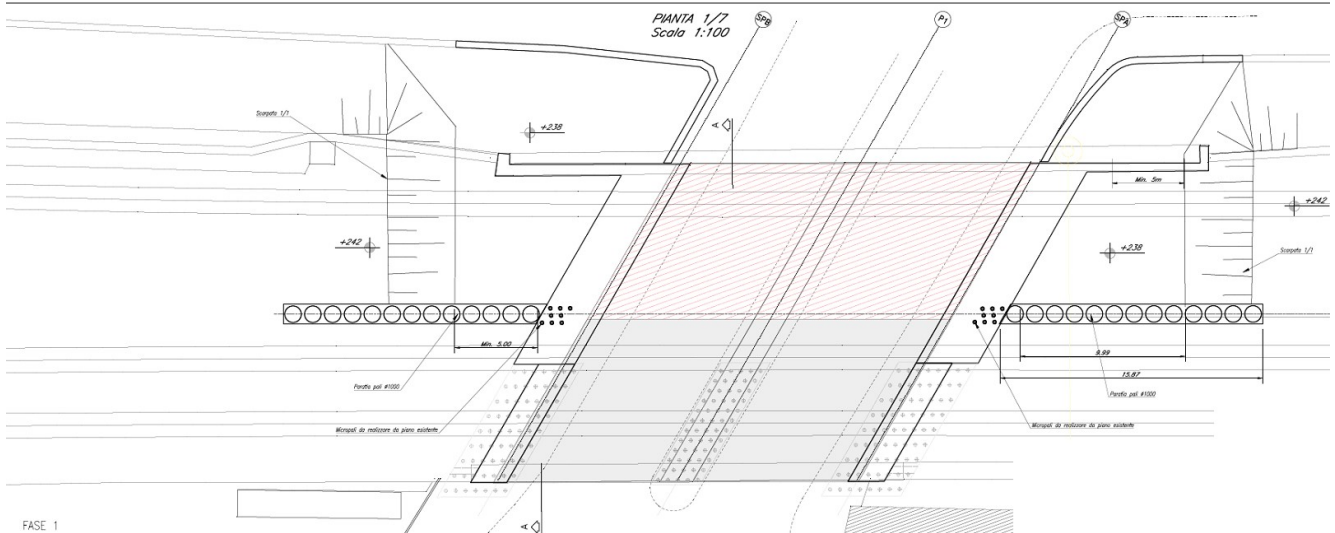 PIANTA 1/7
Scala 1:100
SPB
P1
SPA
Scarpata 1/1
A
+238
Min. 5m
+242
+242
+238
Scarpata 1/1
Min. 5.00
9.99
15.87
Paratia pali ø1000
Paratia pali ø1000
Micropali da realizzare da piano esistente
Micropali da realizzare da piano esistente
A
FASE 1